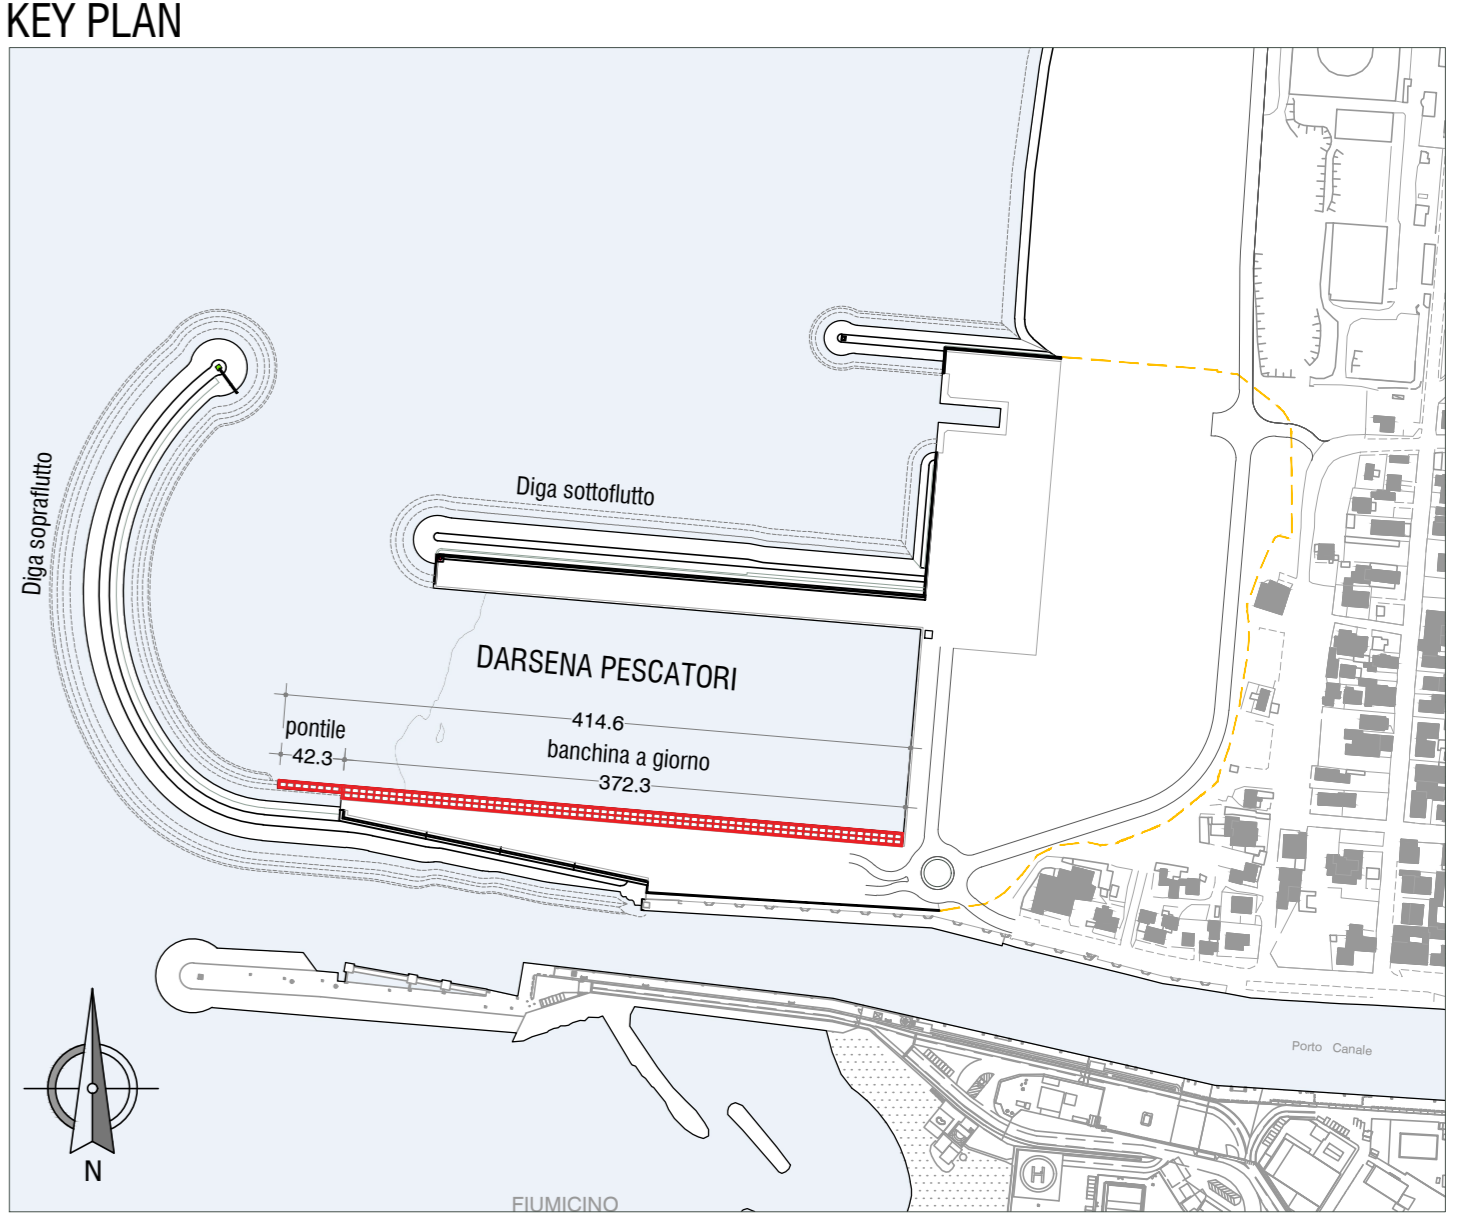 KEY PLAN
Diga sopraflutto
Diga sottoflutto
DARSENA PESCATORI
414.6
pontile
42.3
banchina a giorno
372.3
Porto Canale
N
H
FIUMICINO